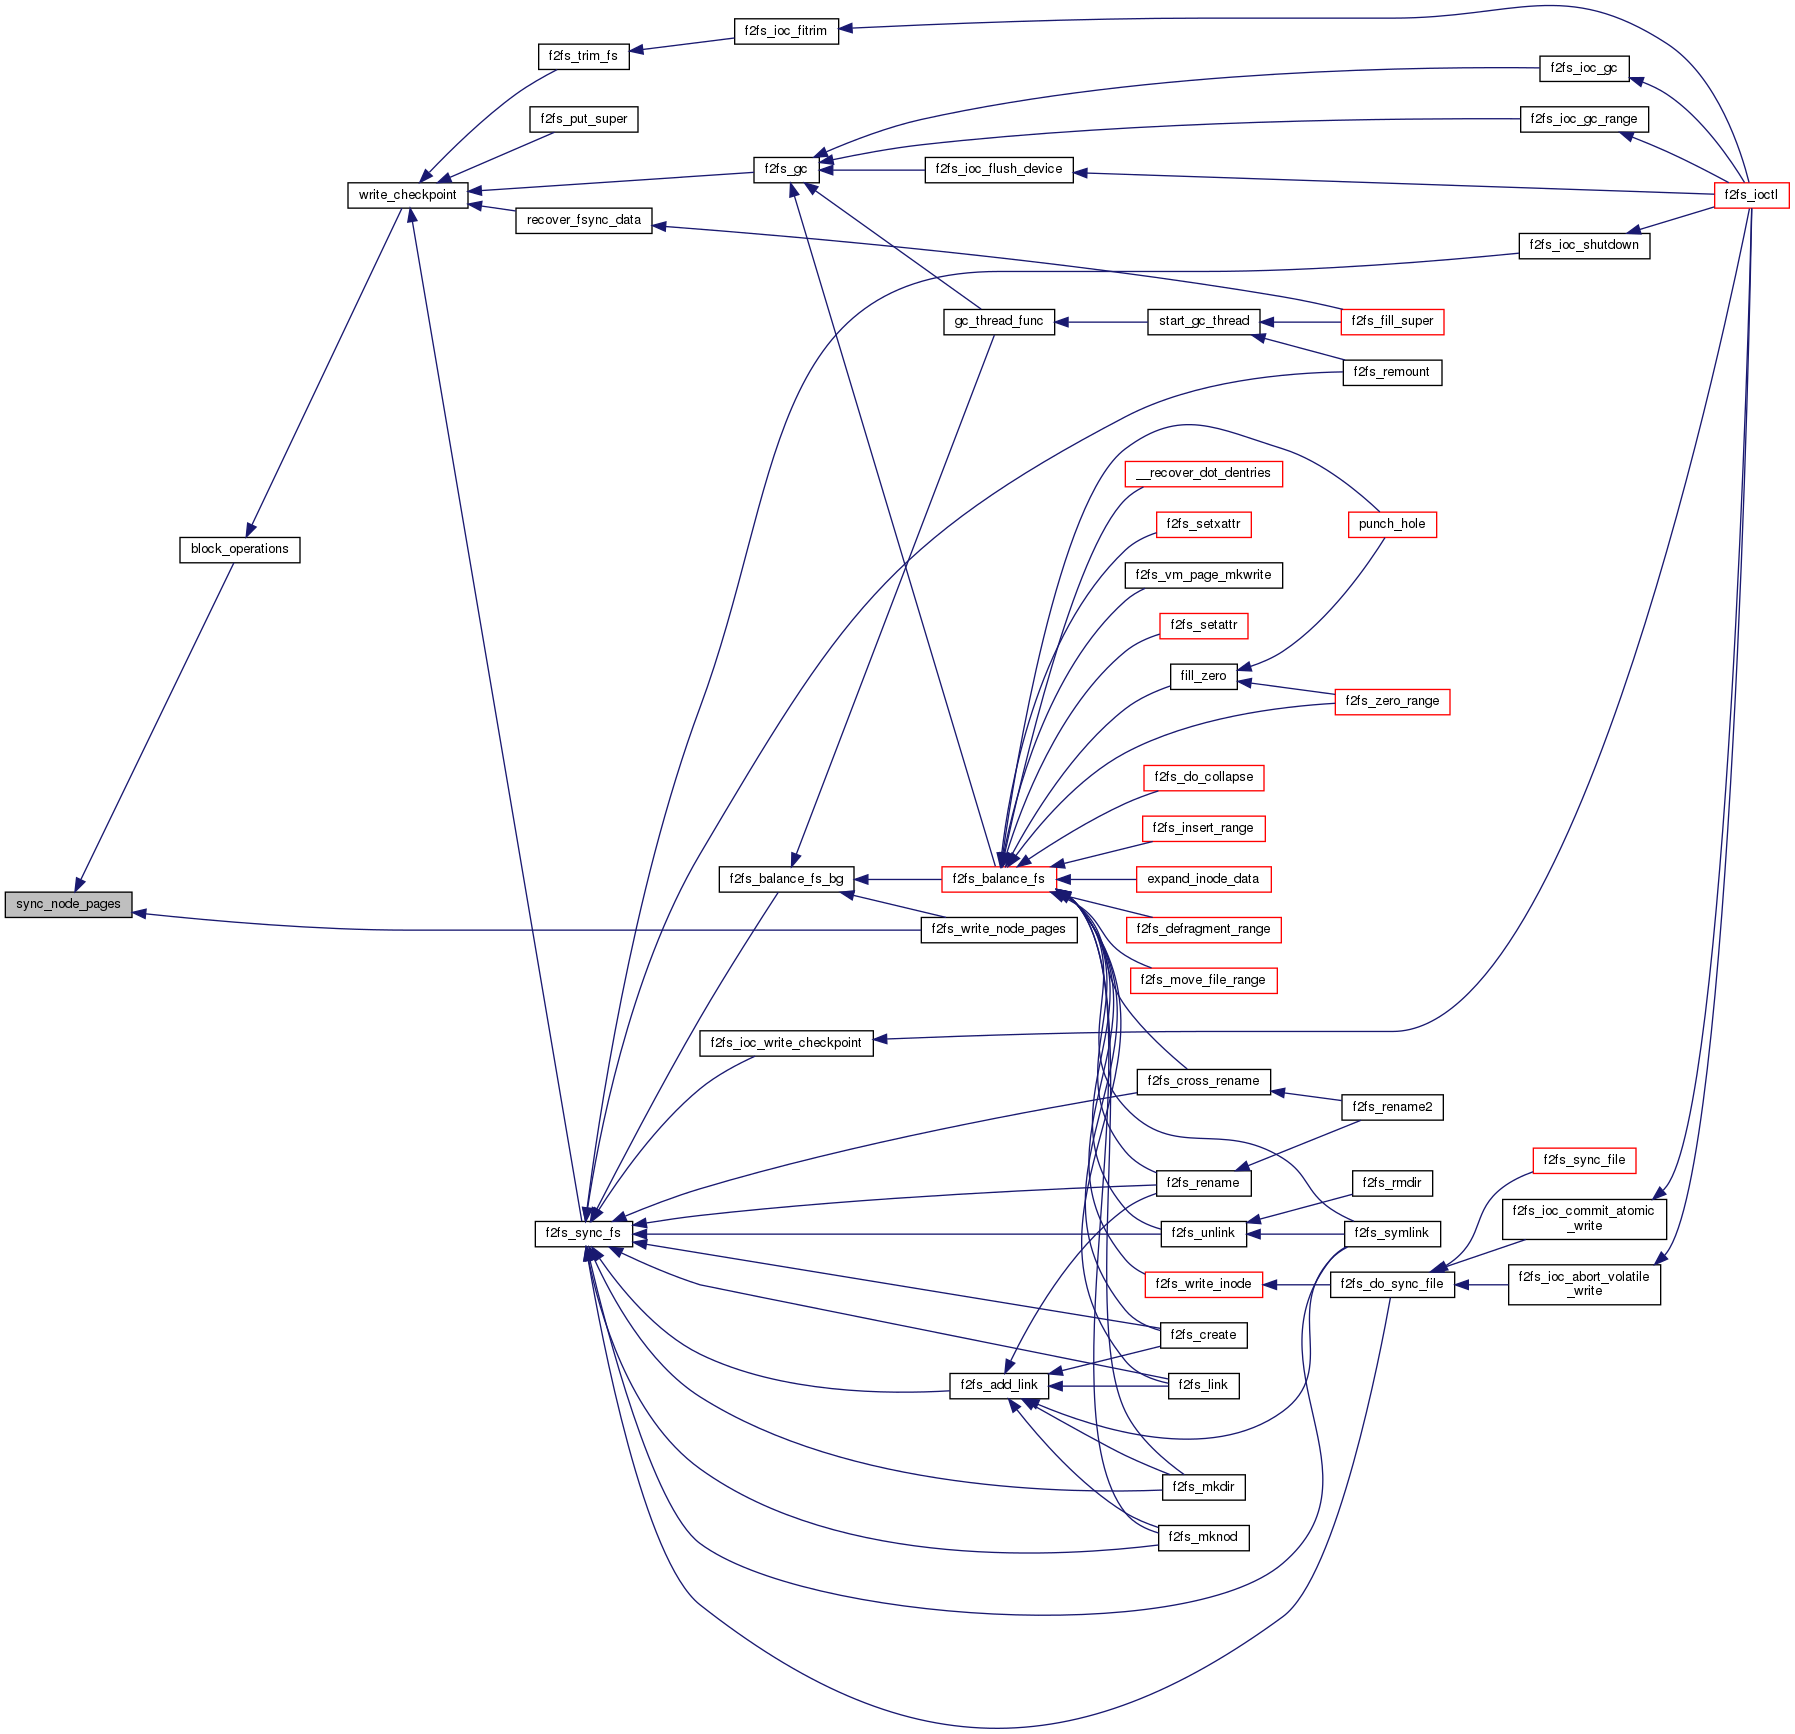 f2fs_ioc_fitrim
f2fs_trim_fs
f2fs_ioc_gc
f2fs_put_super
f2fs_ioc_gc_range
f2fs_gc
f2fs_ioc_flush_device
write_checkpoint
f2fs_ioctl
recover_fsync_data
f2fs_ioc_shutdown
gc_thread_func
start_gc_thread
f2fs_fill_super
f2fs_remount
__recover_dot_dentries
f2fs_setxattr
punch_hole
block_operations
f2fs_vm_page_mkwrite
f2fs_setattr
fill_zero
f2fs_zero_range
f2fs_do_collapse
f2fs_insert_range
f2fs_balance_fs_bg
f2fs_balance_fs
expand_inode_data
sync_node_pages
f2fs_write_node_pages
f2fs_defragment_range
f2fs_move_file_range
f2fs_ioc_write_checkpoint
f2fs_cross_rename
f2fs_rename2
f2fs_sync_file
f2fs_rename
f2fs_rmdir
f2fs_ioc_commit_atomic
_write
f2fs_sync_fs
f2fs_unlink
f2fs_symlink
f2fs_write_inode
f2fs_do_sync_file
f2fs_ioc_abort_volatile
_write
f2fs_create
f2fs_add_link
f2fs_link
f2fs_mkdir
f2fs_mknod